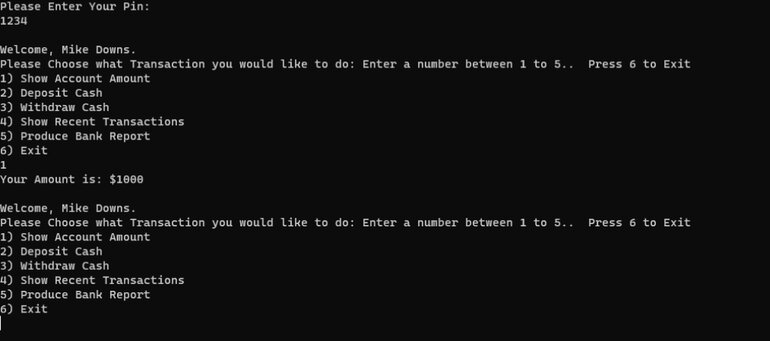 Please Enter Your Pin:
1234
Welcome, Mike Downs.
Please Choose what Transaction you would like to do: Enter a number between 1 to 5..  Press 6 to Exit
1) Show Account Amount
2) Deposit Cash
3) Withdraw Cash
4) Show Recent Transactions
5) Produce Bank Report
6) Exit
1
Your Amount is: $1000
Welcome, Mike Downs.
Please Choose what Transaction you would like to do: Enter a number between 1 to 5..  Press 6 to Exit
1) Show Account Amount
2) Deposit Cash
3) Withdraw Cash
4) Show Recent Transactions
5) Produce Bank Report
6) Exit